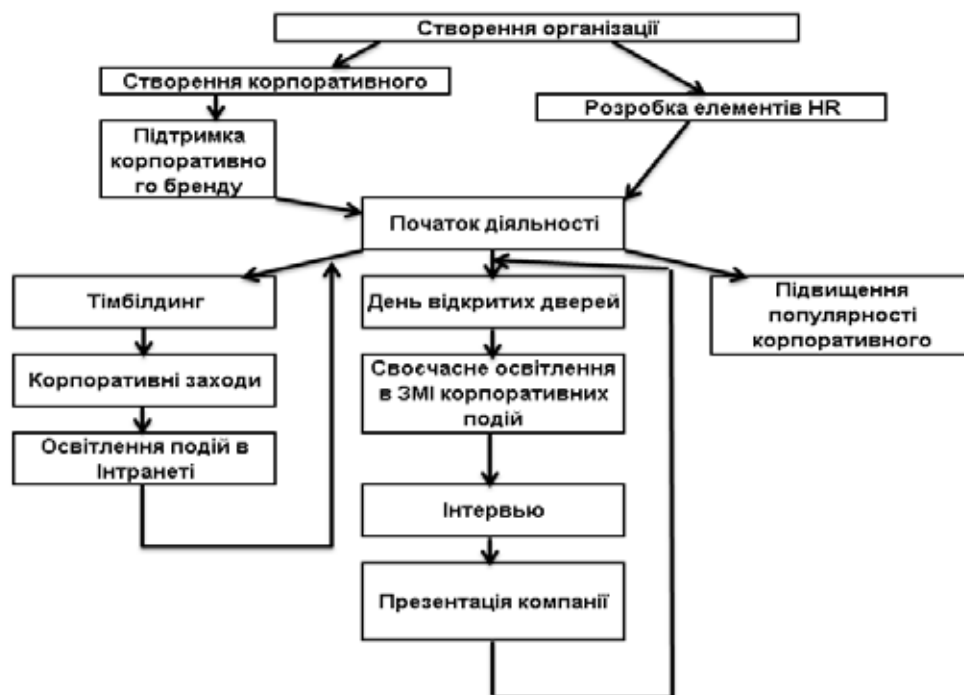 Створення організації
Створення корпоративного
Розробка елементів HR
Підтримка
корпоративно
го бренду
Початок діяльності
Тімбілдинг
День відкритих дверей
Підвищення
популярності
корпоративного
Корпоративні заходи
Своєчасне освітлення
в ЗМІ корпоративних
подій
Освітлення подій в
Інтранеті
Інтервью
Презентація компанії